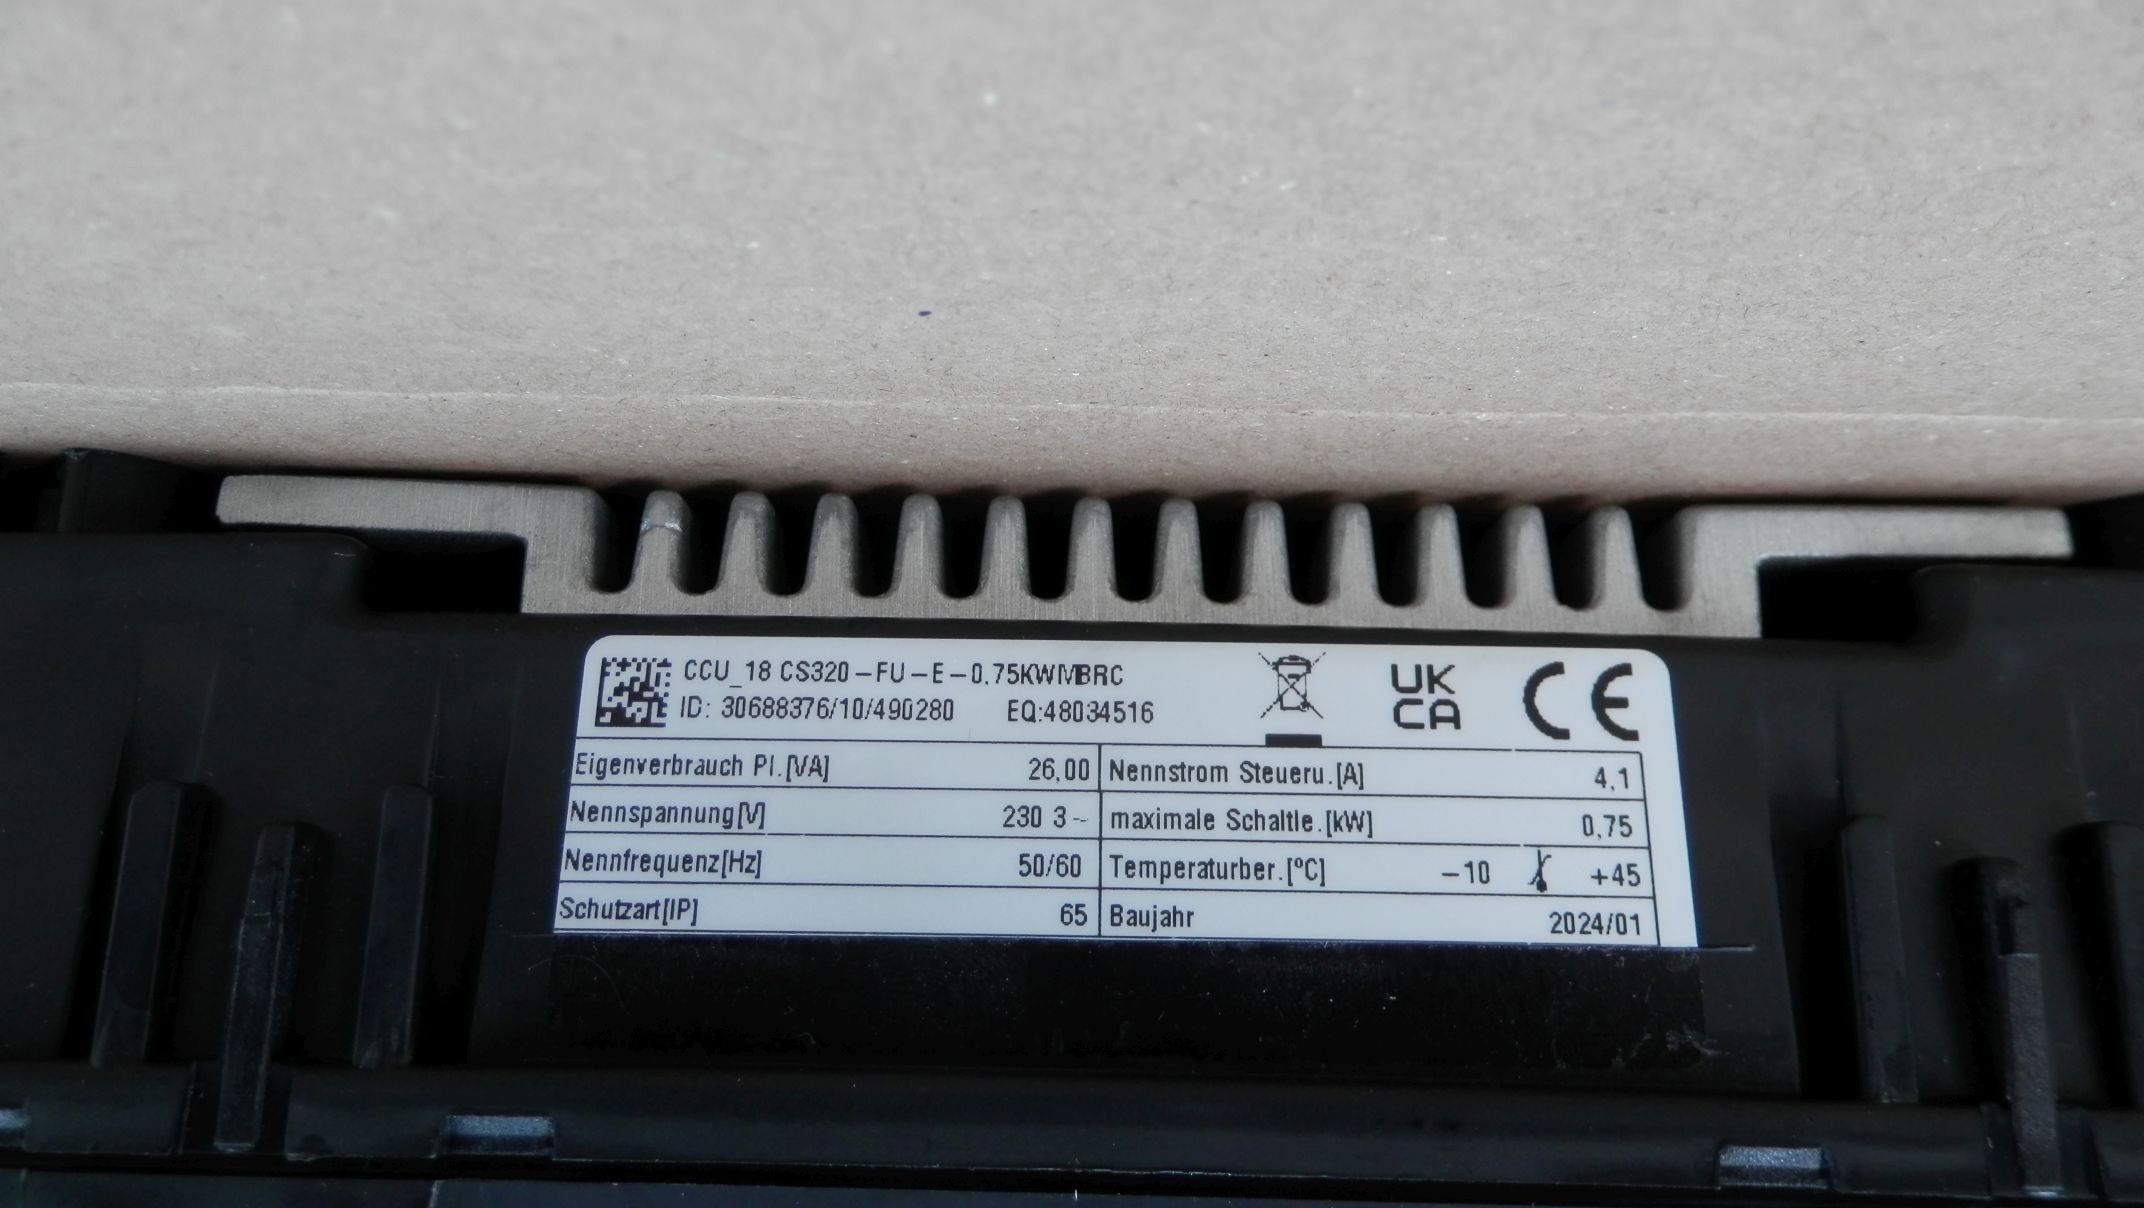 CCU_18 CS320-FU-E-0,75KWMBRC
ID: 30688376/10/490280 EQ:48034516
UK
CA
CE
Eigenverbrauch Pl.[VA] 26,00 Nennstrom Steueru.[A] 4,1
Nennspannung[V] 230 3~ maximale Schaltle.[kW] 0,75
Nennfrequenz[Hz] 50/60 Temperaturber.[ºC] -10 +45
Schutzart[IP] 65 Baujahr 2024/01